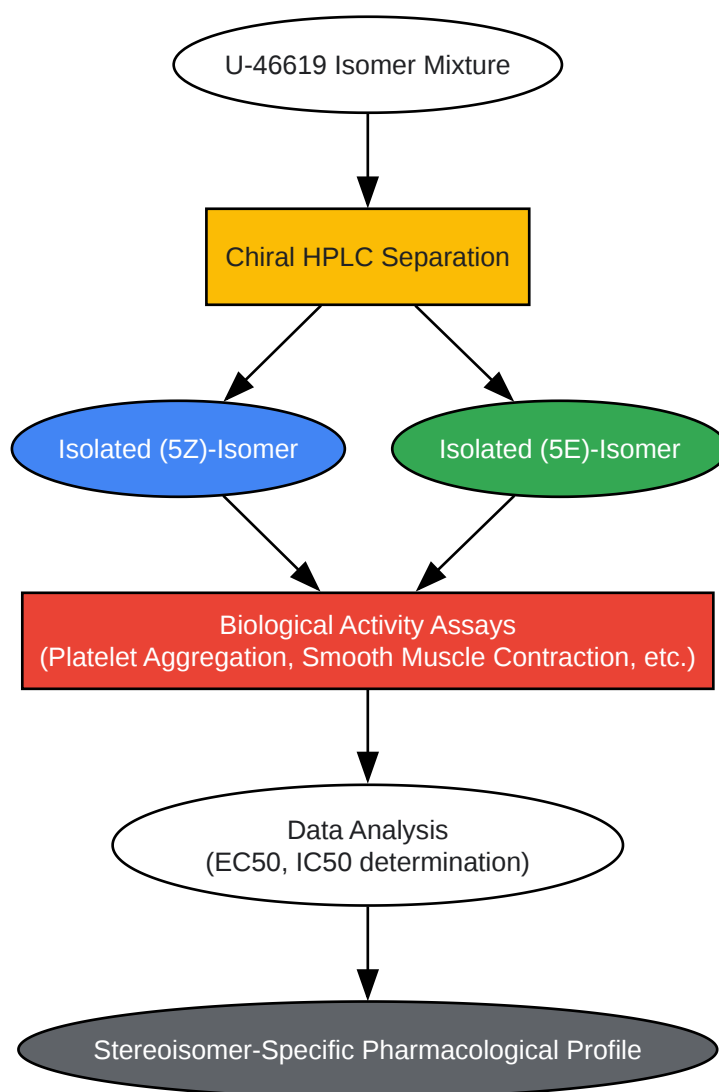 U-46619 Isomer Mixture
Chiral HPLC Separation
Isolated (5Z)-Isomer
Isolated (5E)-Isomer
Biological Activity Assays
(Platelet Aggregation, Smooth Muscle Contraction, etc.)
Data Analysis
(EC50, IC50 determination)
Stereoisomer-Specific Pharmacological Profile